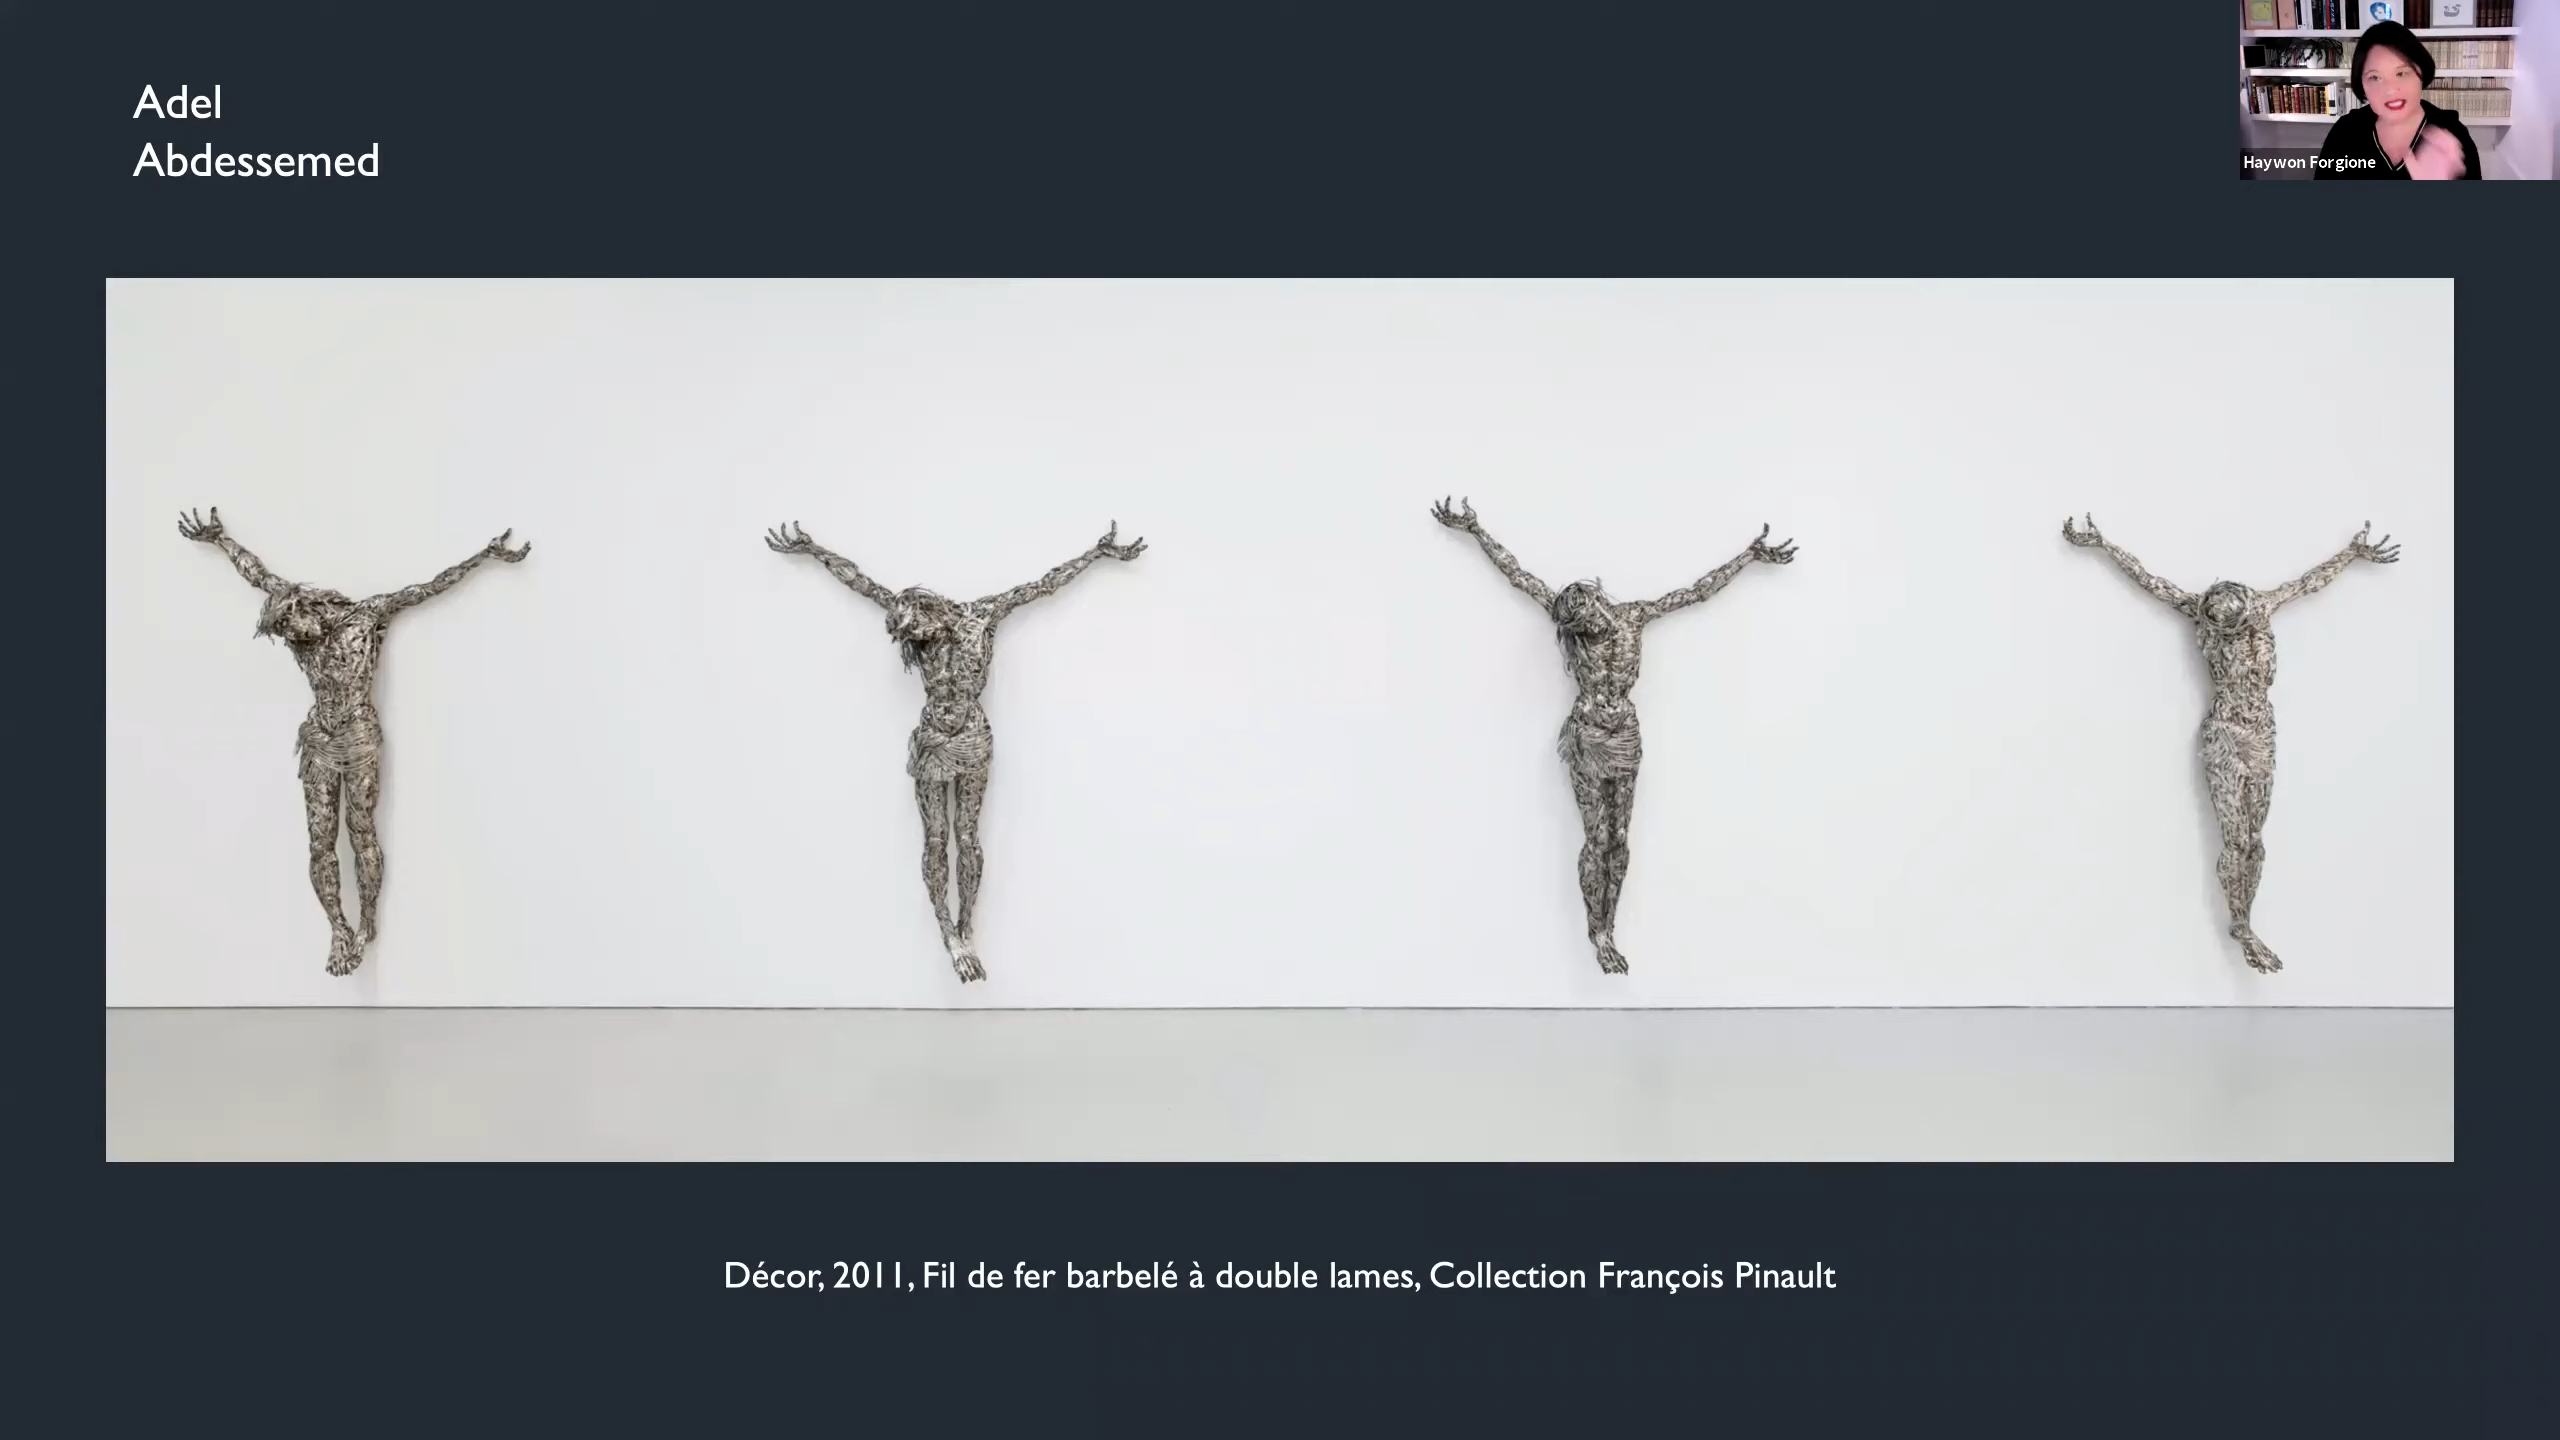 Adel
Abdessemed
Haywon Forgione
Décor, 2011, Fil de fer barbelé à double lames, Collection François Pinault